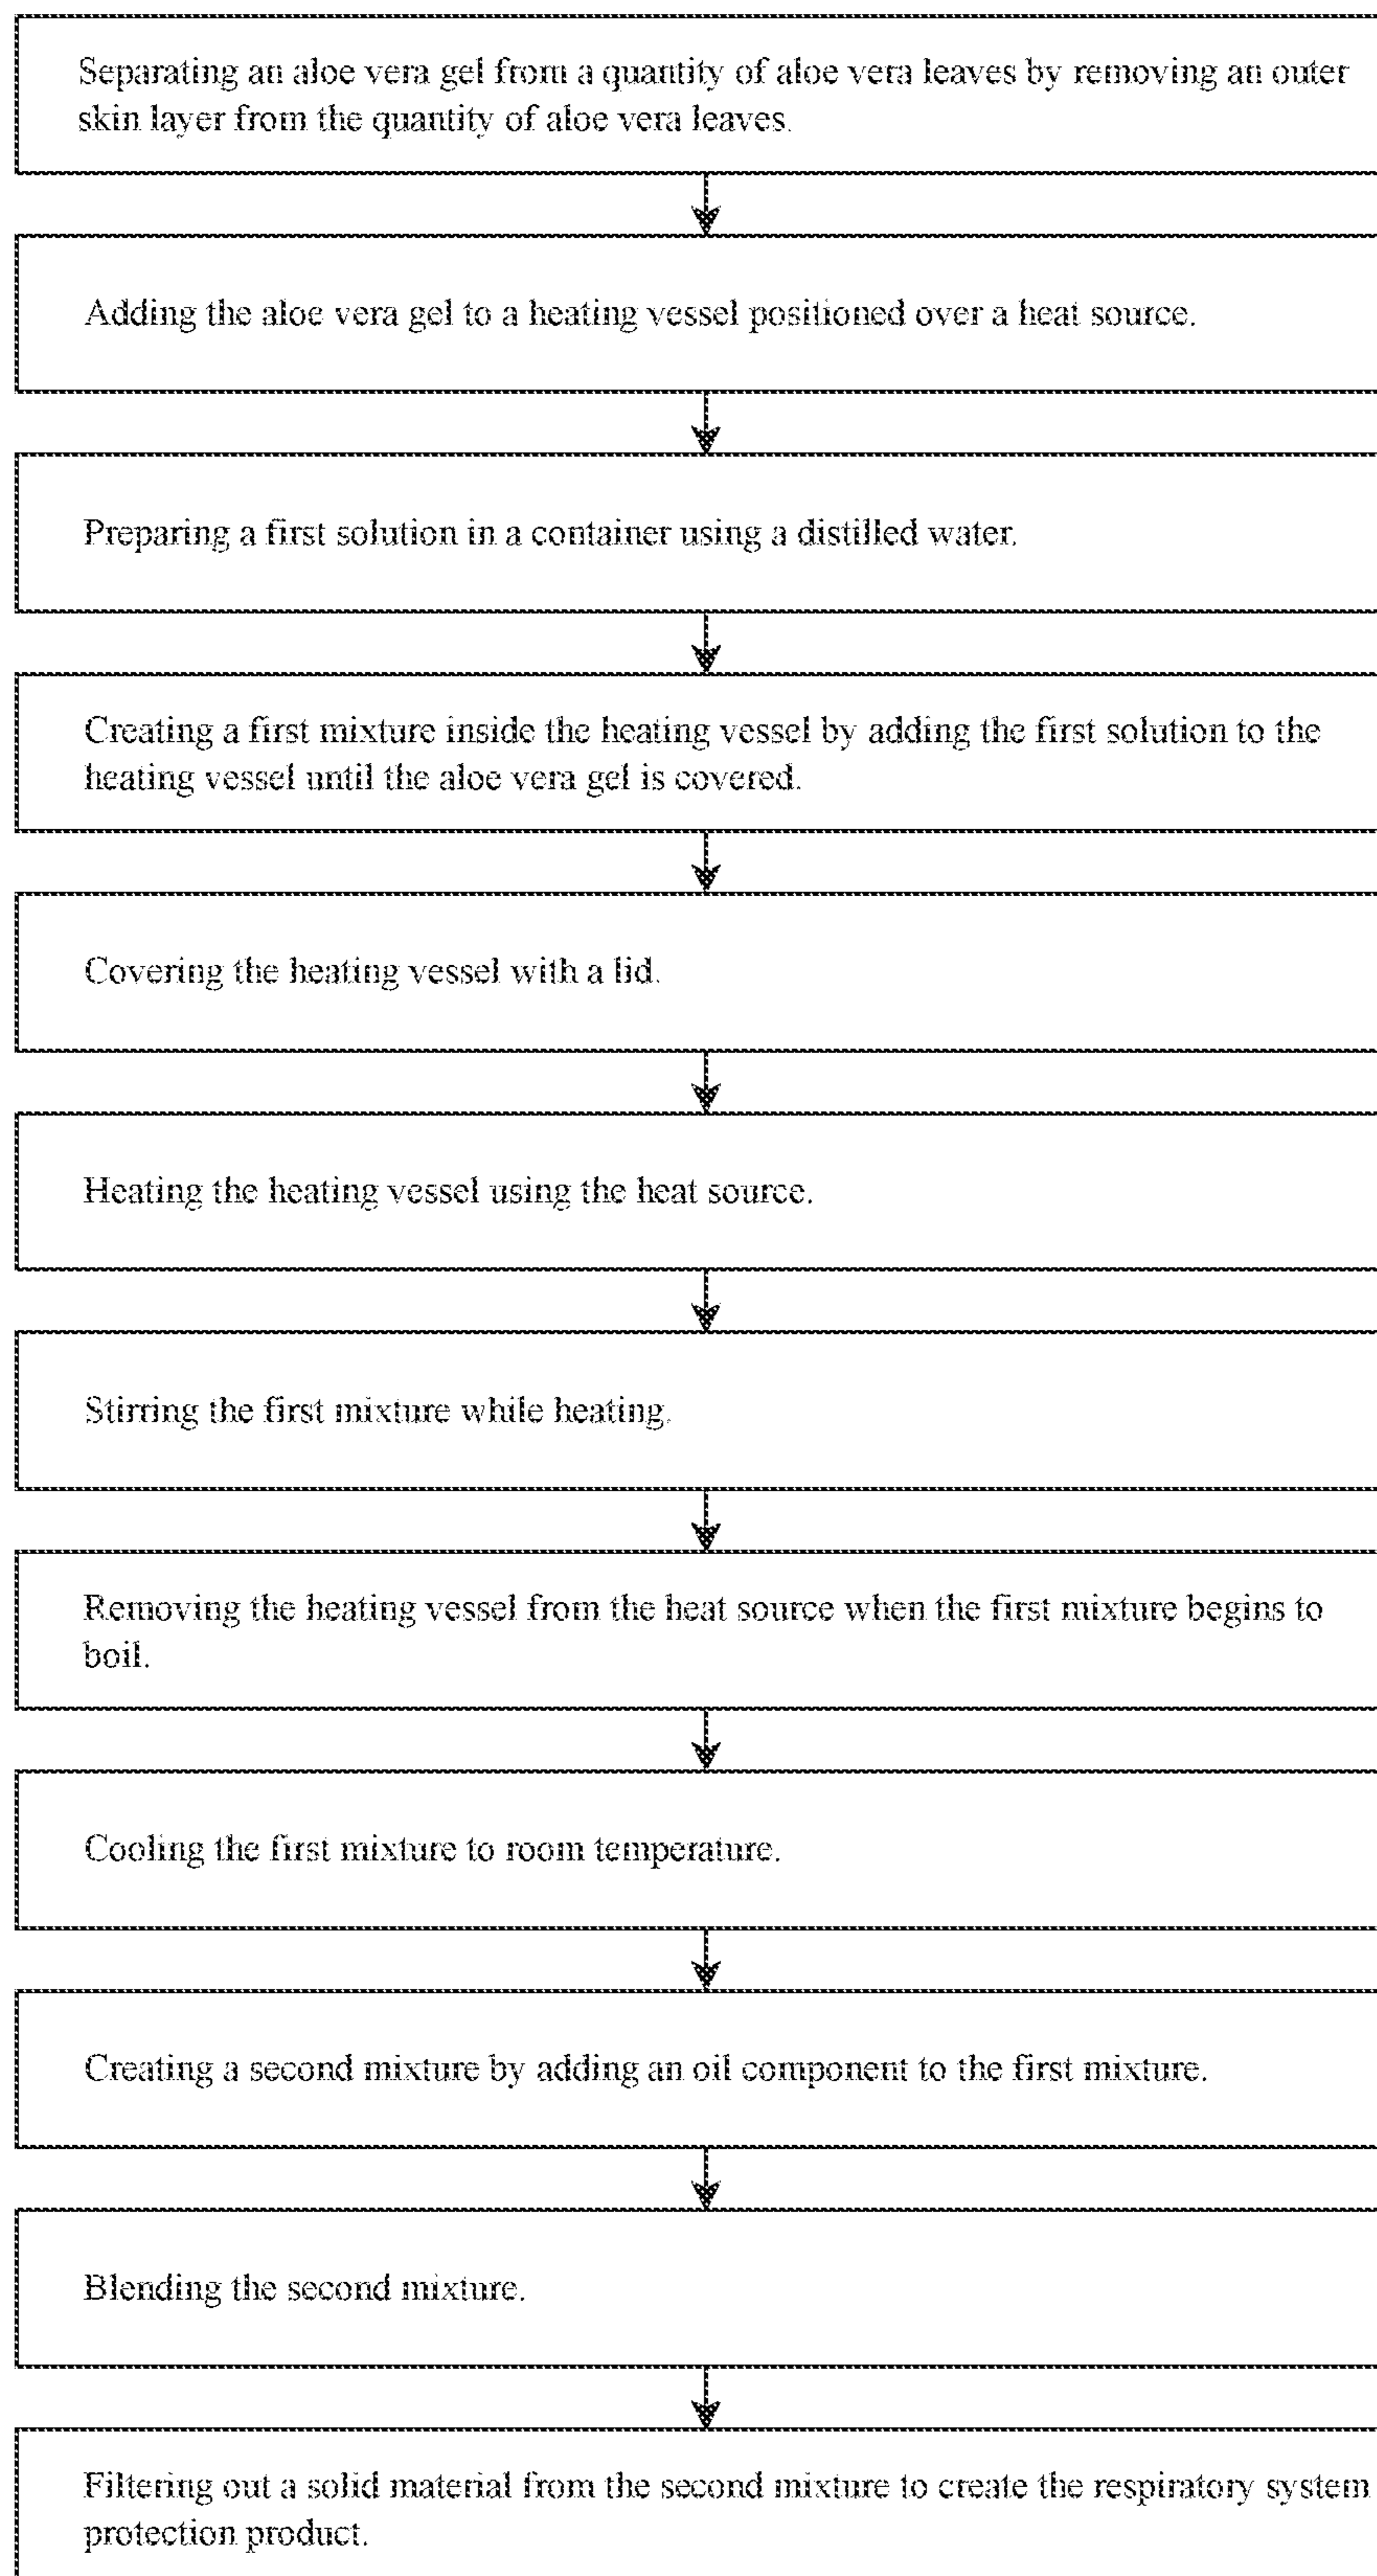 Separating an aloe vera gel from a quantity of aloe vera leaves by removing an outer
skin layer from the quantity of aloe vera leaves.
Adding the aloe vera gel to a heating vessel positioned over a heat source.
Preparing a first solution in a container using a distilled water.
Creating a first mixture inside the heating vessel by adding the first solution to the
heating vessel until the aloe vera gel is covered.
Covering the heating vessel with a lid.
Heating the heating vessel using the heat source.
Stirring the first mixture while heating.
Removing the heating vessel from the heat source when the first mixture begins to
boil.
Cooling the first mixture to room temperature.
Creating a second mixture by adding an oil component to the first mixture.
Blending the second mixture.
Filtering out a solid material from the second mixture to create the respiratory system
protection product.